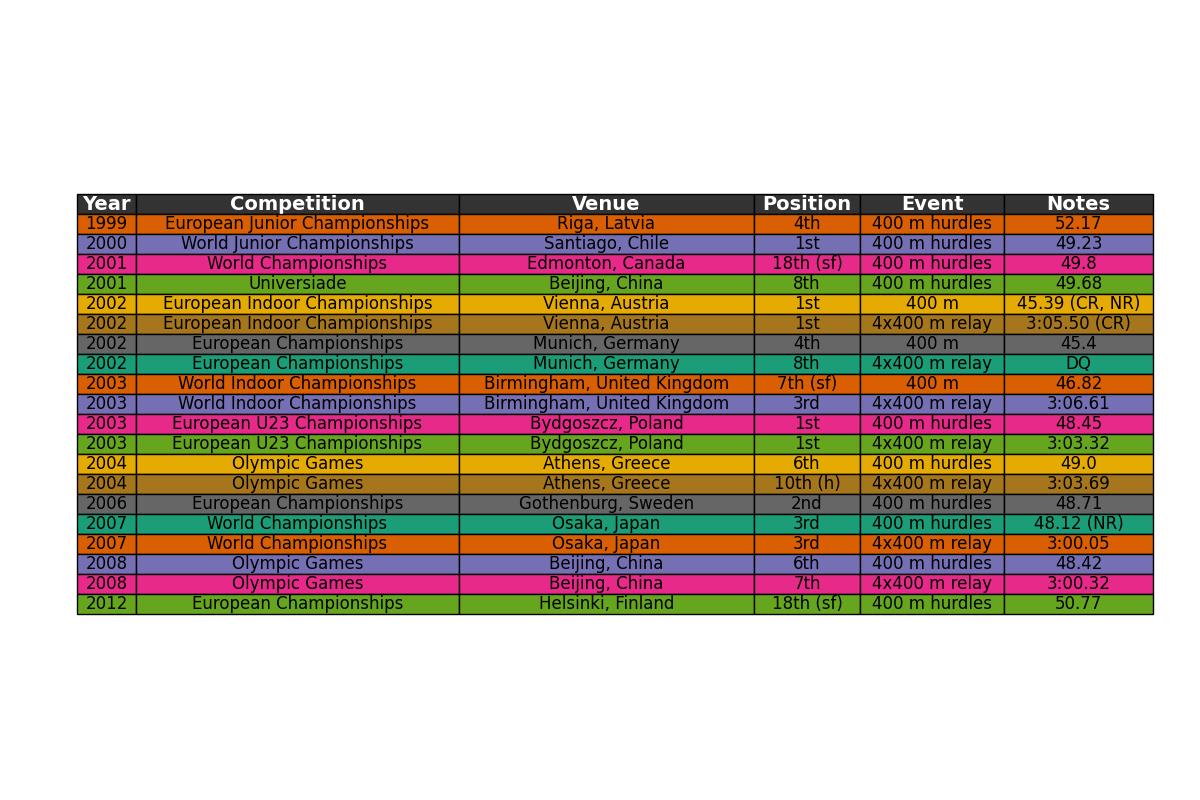 Year Competition Venue Position Event Notes
1999 European Junior Championships Riga, Latvia 4th 400 m hurdles 52.17
2000 World Junior Championships Santiago, Chile 1st 400 m hurdles 49.23
2001 World Championships Edmonton, Canada 18th (sf) 400 m hurdles 49.8
2001 Universiade Beijing, China 8th 400 m hurdles 49.68
2002 European Indoor Championships Vienna, Austria 1st 400 m 45.39 (CR, NR)
2002 European Indoor Championships Vienna, Austria 1st 4x400 m relay 3:05.50 (CR)
2002 European Championships Munich, Germany 4th 400 m 45.4
2002 European Championships Munich, Germany 8th 4x400 m relay DQ
2003 World Indoor Championships Birmingham, United Kingdom 7th (sf) 400 m 46.82
2003 World Indoor Championships Birmingham, United Kingdom 3rd 4x400 m relay 3:06.61
2003 European U23 Championships Bydgoszcz, Poland 1st 400 m hurdles 48.45
2003 European U23 Championships Bydgoszcz, Poland 1st 4x400 m relay 3:03.32
2004 Olympic Games Athens, Greece 6th 400 m hurdles 49.0
2004 Olympic Games Athens, Greece 10th (h) 4x400 m relay 3:03.69
2006 European Championships Gothenburg, Sweden 2nd 400 m hurdles 48.71
2007 World Championships Osaka, Japan 3rd 400 m hurdles 48.12 (NR)
2007 World Championships Osaka, Japan 3rd 4x400 m relay 3:00.05
2008 Olympic Games Beijing, China 6th 400 m hurdles 48.42
2008 Olympic Games Beijing, China 7th 4x400 m relay 3:00.32
2012 European Championships Helsinki, Finland 18th (sf) 400 m hurdles 50.77